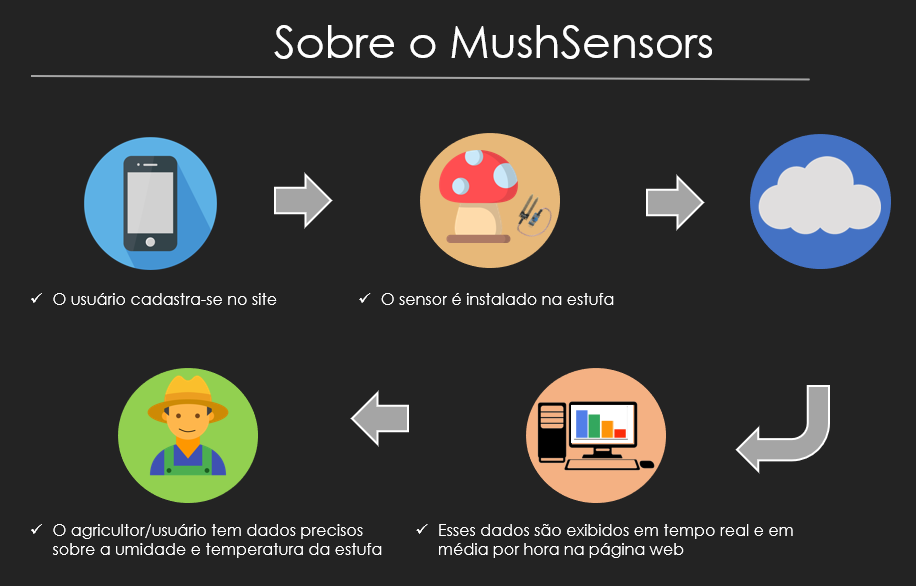 Sobre o MushSensors
✓ O usuário cadastra-se no site
✓ O sensor é instalado na estufa
✓ O agricultor/usuário tem dados precisos
sobre a umidade e temperatura da estufa
✓ Esses dados são exibidos em tempo real e em
média por hora na página web